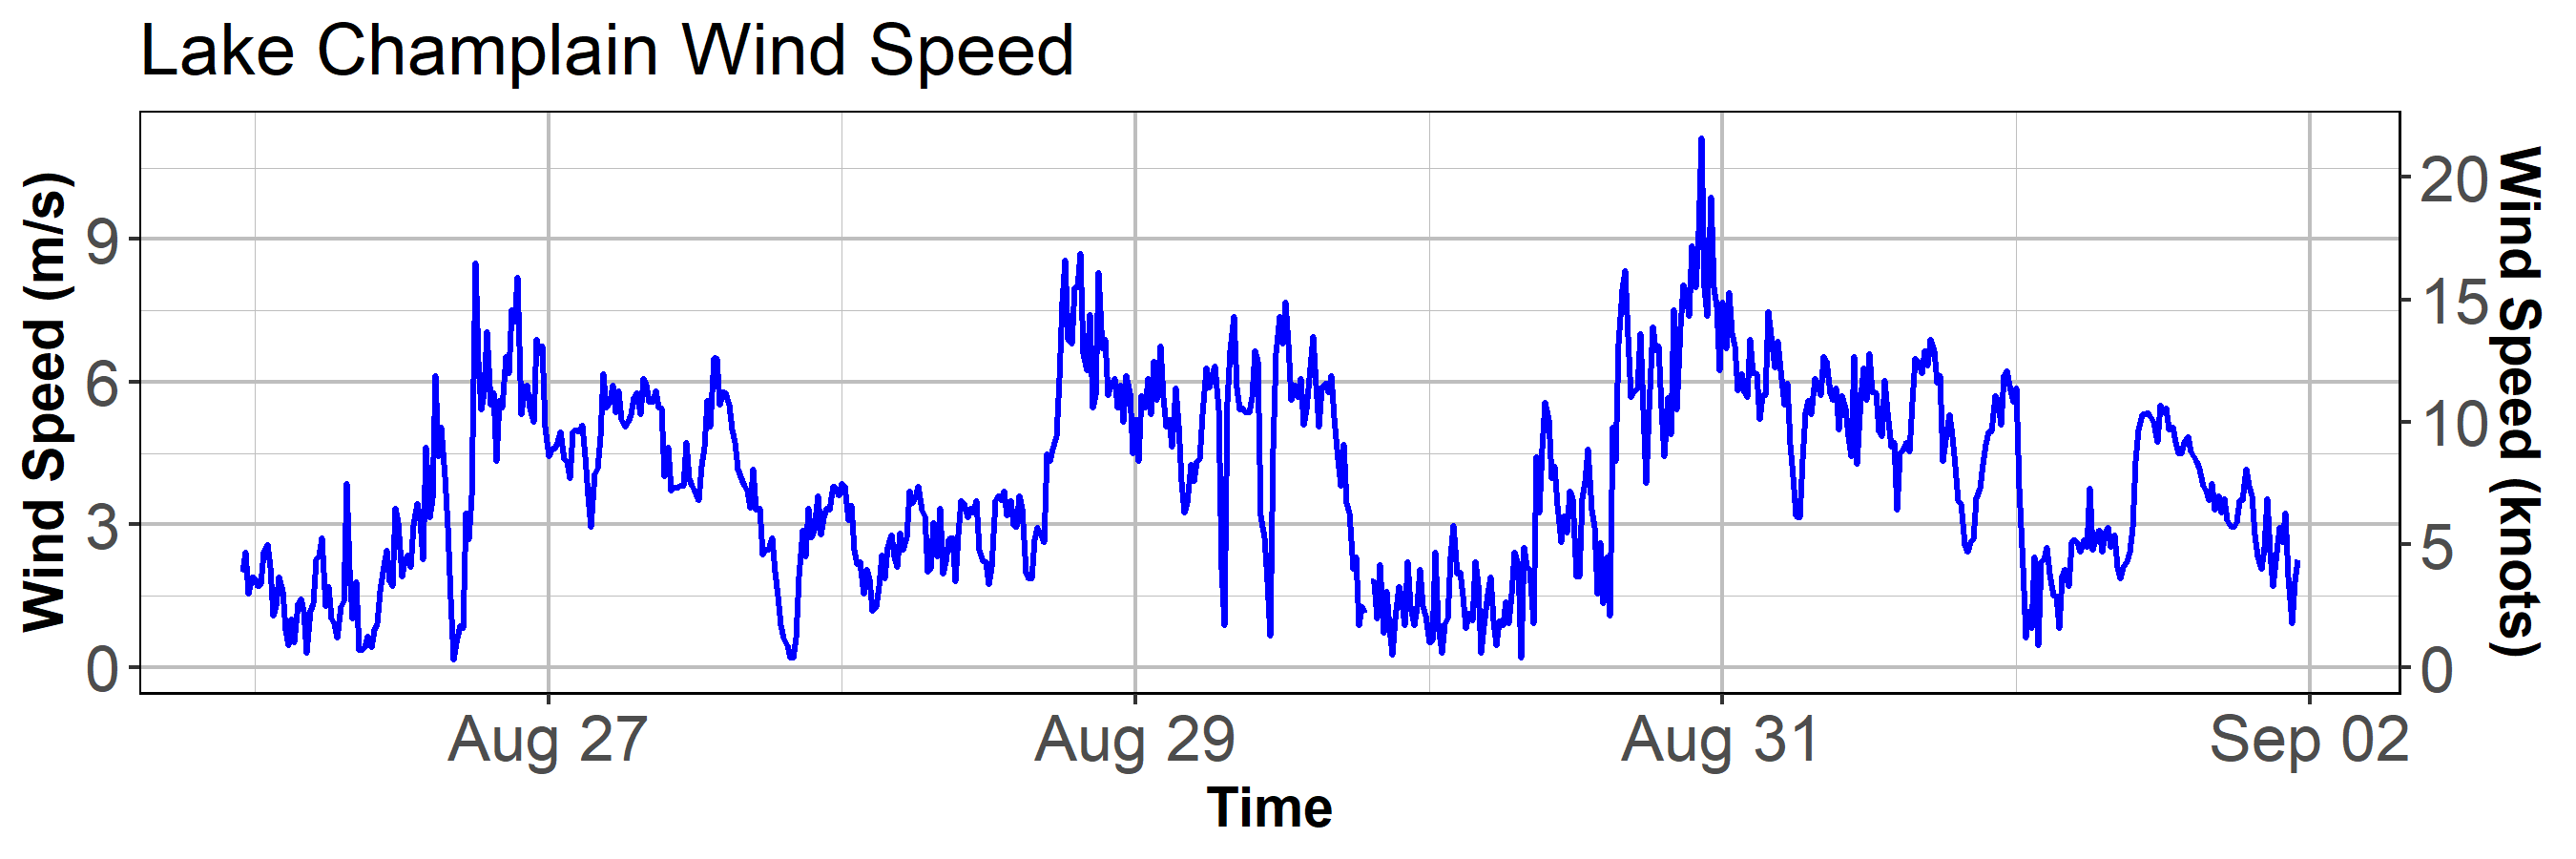 Lake Champlain Wind Speed
Wind Speed (m/s)
9
6
3
0
20
15
10
5
0
Wind Speed (knots)
Aug 27 Aug 29 Aug 31 Sep 02
Time